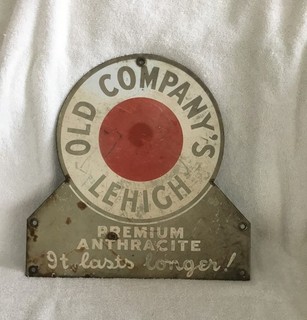 OLD COMPANY'S
LEHIGH
PREMIUM
ANTHRACITE
It lasts longer!